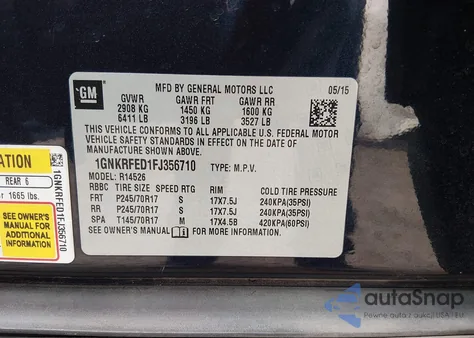 GM
MFD BY GENERAL MOTORS LLC 05/15
GVWR GAWR FRT GAWR RR
2908 KG 1450 KG 1600 KG
6411 LB 3196 LB 3527 LB
THIS VEHICLE CONFORMS TO ALL APPLICABLE U.S. FEDERAL MOTOR
VEHICLE SAFETY STANDARDS IN EFFECT ON THE DATE OF
MANUFACTURE SHOWN ABOVE.
1GNKRFED1FJ356710 TYPE: M.P.V.
MODEL: R14526
RBBC TIRE SIZE SPEED RTG RIM COLD TIRE PRESSURE
FRT P245/70R17 S 17X7.5J 240KPA(35PSI)
RR P245/70R17 S 17X7.5J 240KPA(35PSI)
SPA T145/70R17 M 17X4.5B 420KPA(60PSI)
SEE OWNER'S MANUAL FOR MORE INFORMATION.
ATION
REAR 6
r 1665 lbs.
SEE OWNER'S
MANUAL FOR
ADDITIONAL
INFORMATION
1GNKRFED1FJ356710
autoSnap